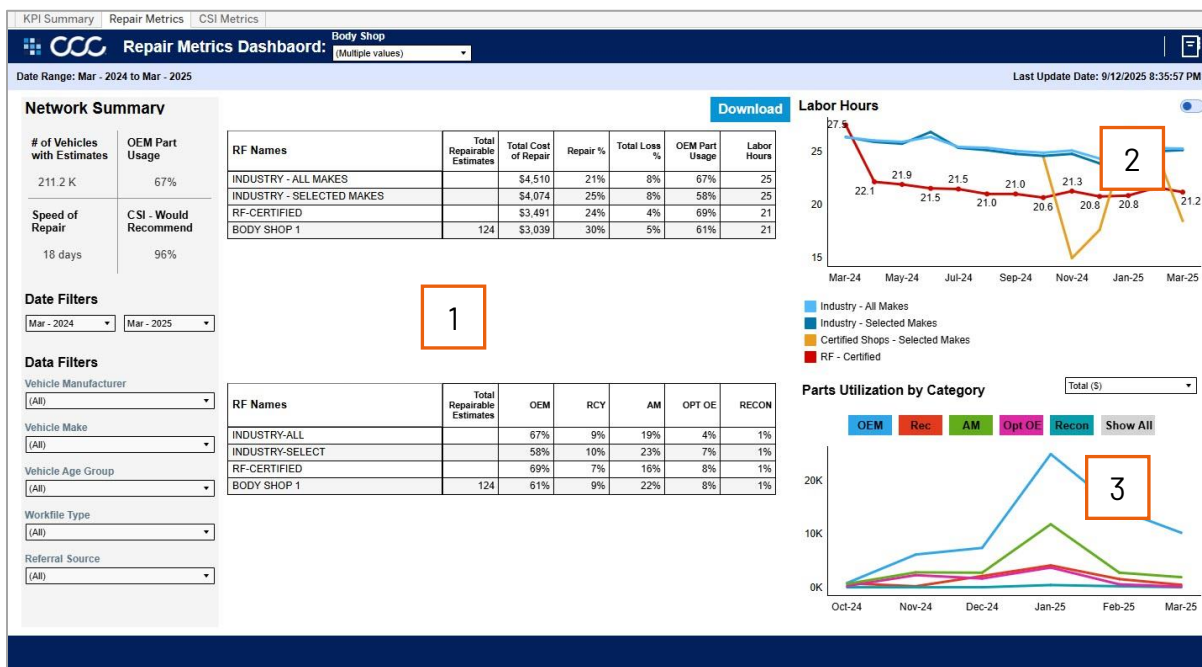 KPI Summary Repair Metrics CSI Metrics
CCC Repair Metrics Dashbaord:
Body Shop
(Multiple values)
Date Range: Mar - 2024 to Mar - 2025
Last Update Date: 9/12/2025 8:35:57 PM
Network Summary
# of Vehicles with Estimates
211.2 K
OEM Part Usage
67%
Speed of Repair
18 days
CSI - Would Recommend
96%
Date Filters
Mar - 2024 Mar - 2025
Data Filters
Vehicle Manufacturer
(All)
Vehicle Make
(All)
Vehicle Age Group
(All)
Workfile Type
(All)
Referral Source
(All)
Download
RF Names Total Repairable Estimates Total Cost of Repair Repair % Total Loss % OEM Part Usage Labor Hours
INDUSTRY - ALL MAKES $4,510 21% 8% 67% 25
INDUSTRY - SELECTED MAKES $4,074 25% 8% 58% 25
RF-CERTIFIED $3,491 24% 4% 69% 21
BODY SHOP 1 124 $3,039 30% 5% 61% 21
1
RF Names Total Repairable Estimates OEM RCY AM OPT OE RECON
INDUSTRY-ALL 67% 9% 19% 4% 1%
INDUSTRY-SELECT 58% 10% 23% 7% 1%
RF-CERTIFIED 69% 7% 16% 8% 1%
BODY SHOP 1 124 61% 9% 22% 8% 1%
Labor Hours
27.5
25
20
15
22.1 21.9 21.5 21.5 21.0 21.0 20.6 21.3 20.8 20.8 21.2
2
Mar-24 May-24 Jul-24 Sep-24 Nov-24 Jan-25 Mar-25
Industry - All Makes
Industry - Selected Makes
Certified Shops - Selected Makes
RF - Certified
Parts Utilization by Category
Total ($)
OEM Rec AM Opt OE Recon Show All
20K
10K
0K
3
Oct-24 Nov-24 Dec-24 Jan-25 Feb-25 Mar-25